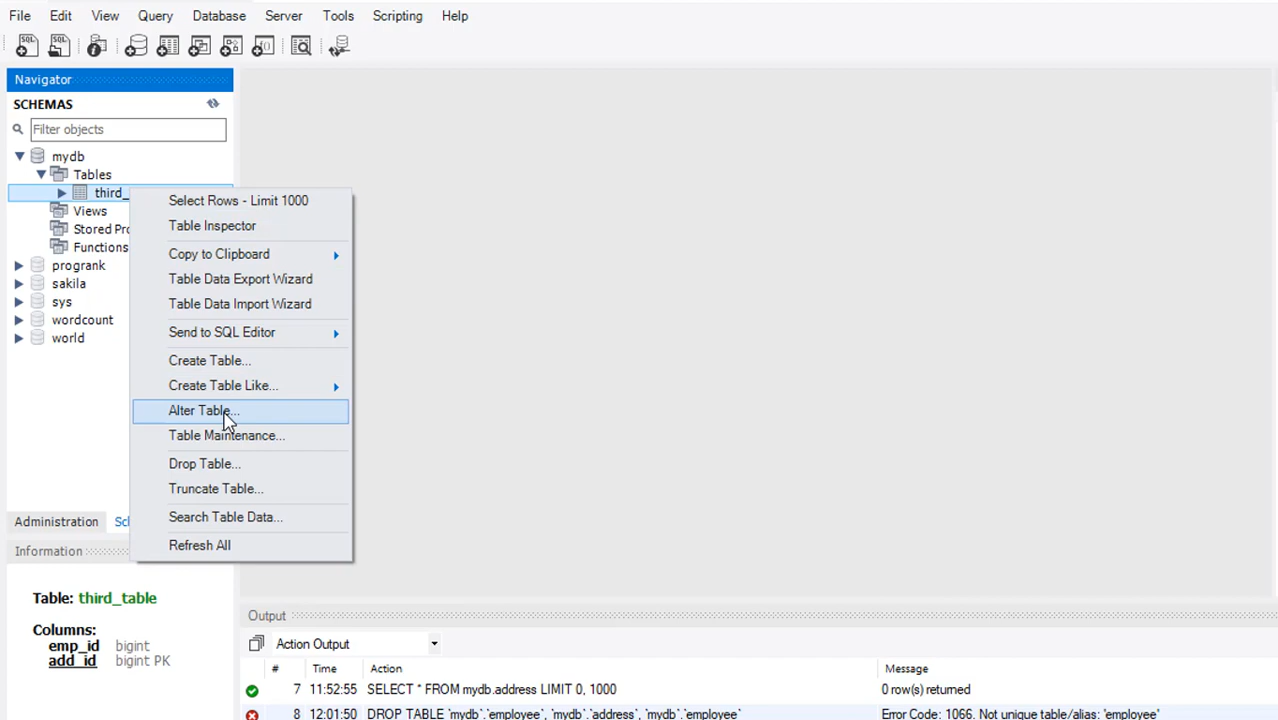 File Edit View Query Database Server Tools Scripting Help
SQL SQL
Navigator
SCHEMAS
Filter objects
mydb
Tables
third_
Views
Stored Pro
Functions
progrank
sakila
sys
wordcount
world
Select Rows - Limit 1000
Table Inspector
Copy to Clipboard
Table Data Export Wizard
Table Data Import Wizard
Send to SQL Editor
Create Table...
Create Table Like...
Alter Table...
Table Maintenance...
Drop Table...
Truncate Table...
Search Table Data...
Refresh All
Administration Sc
Information
Table: third_table
Columns:
emp_id bigint
add_id bigint PK
Output
Action Output
# Time Action Message
7 11:52:55 SELECT * FROM mydb.address LIMIT 0, 1000 0 row(s) returned
8 12:01:50 DROP TABLE `mydb`.`employee`, `mydb`.`address`, `mydb`.`employee` Error Code: 1066. Not unique table/alias: 'employee'